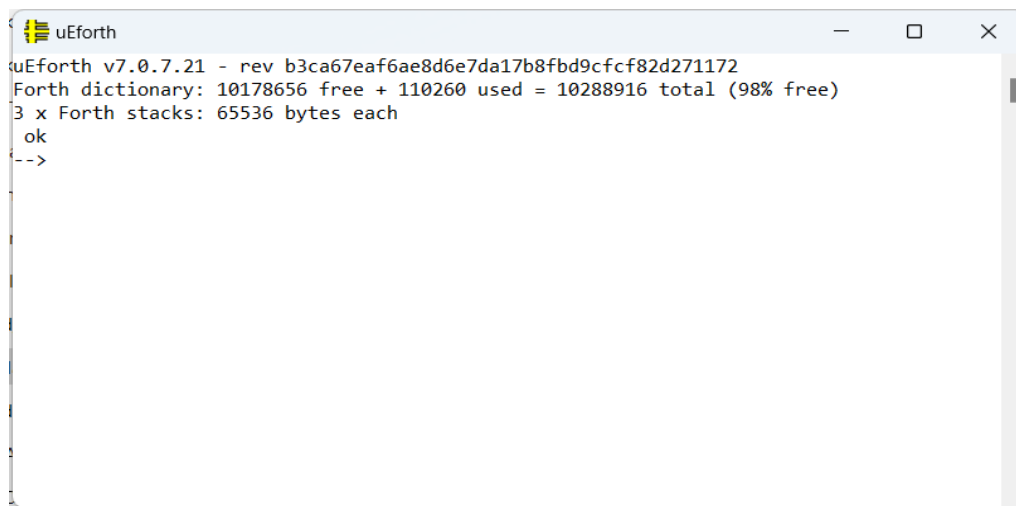 uEforth
uEforth v7.0.7.21 - rev b3ca67eaf6ae8d6e7da17b8fbd9cfcf82d271172
Forth dictionary: 10178656 free + 110260 used = 10288916 total (98% free)
3 x Forth stacks: 65536 bytes each
ok
-->